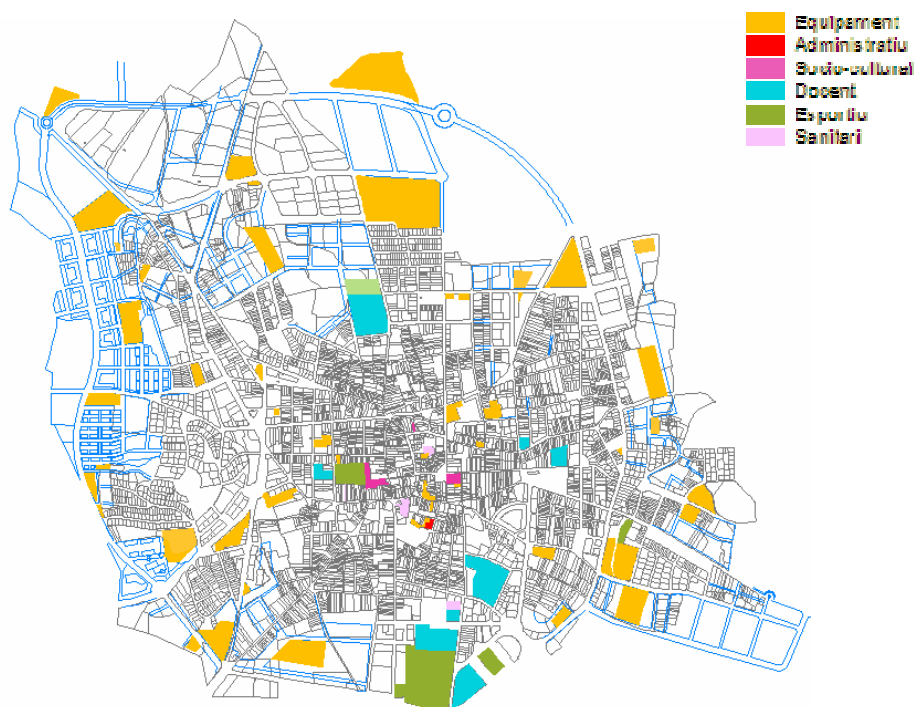 Equipament
Administratiu
Socio-cultural
Docent
Esportiu
Sanitari